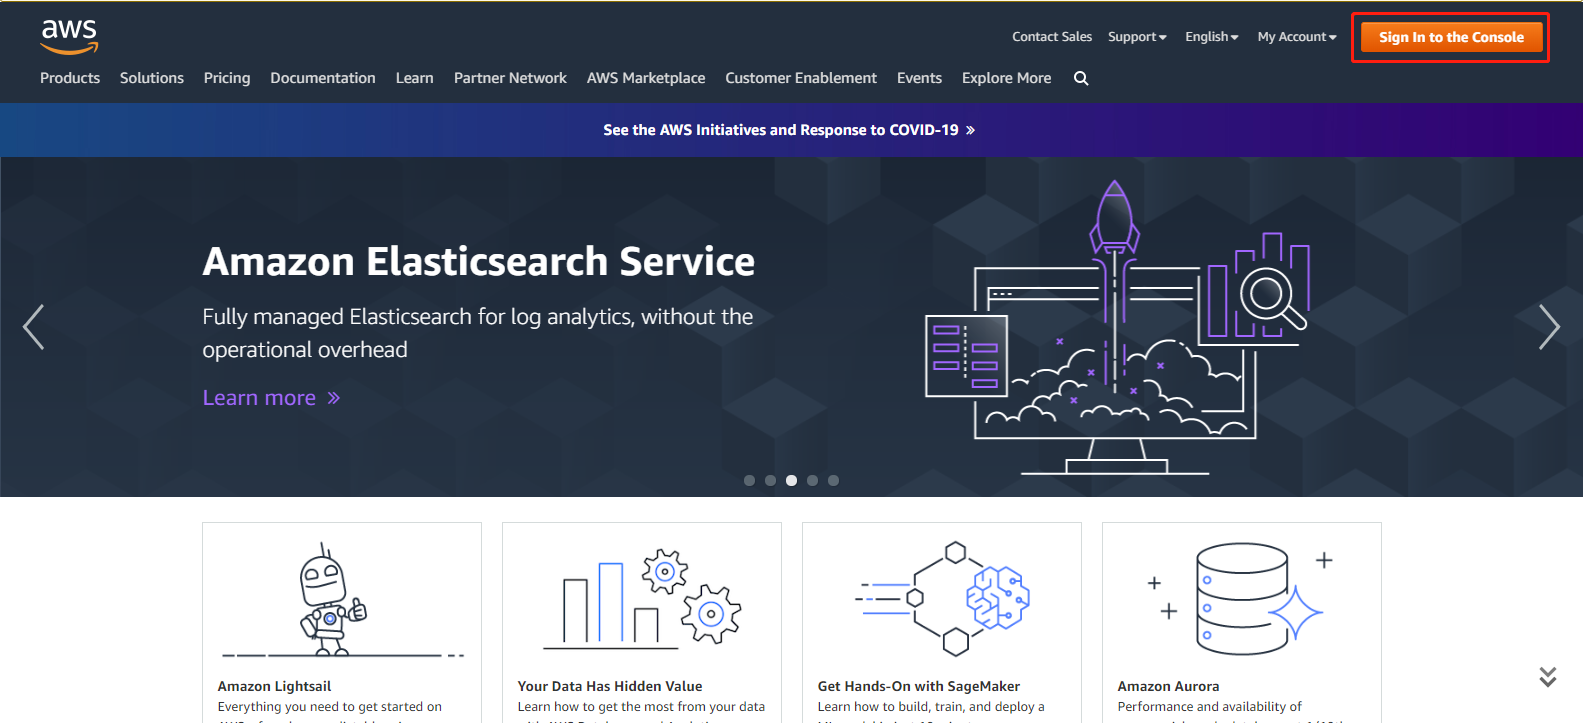 aws
Contact Sales Support English My Account Sign In to the Console
Products Solutions Pricing Documentation Learn Partner Network AWS Marketplace Customer Enablement Events Explore More
See the AWS Initiatives and Response to COVID-19 »
Amazon Elasticsearch Service
Fully managed Elasticsearch for log analytics, without the
operational overhead
Learn more »
Amazon Lightsail
Everything you need to get started on
Your Data Has Hidden Value
Learn how to get the most from your data
Get Hands-On with SageMaker
Learn how to build, train, and deploy a
Amazon Aurora
Performance and availability of